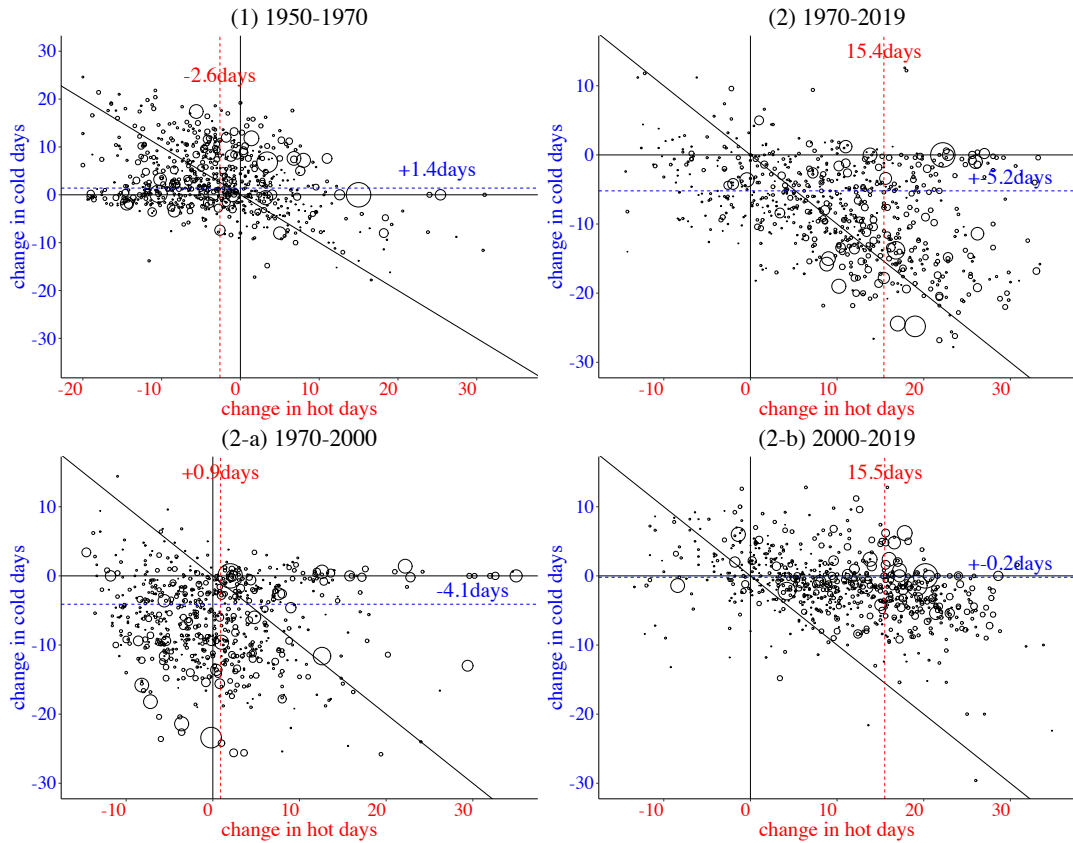 (1) 1950-1970
-2.6days
+1.4days
30
20
10
0
-10
-20
-30
change in cold days
-20
-10
0
10
20
30
change in hot days
(2) 1970-2019
15.4days
+-5.2days
10
0
-10
-20
-30
change in cold days
-10
0
10
20
30
change in hot days
(2-a) 1970-2000
+0.9days
-4.1days
10
0
-10
-20
-30
change in cold days
-10
0
10
20
30
change in hot days
(2-b) 2000-2019
15.5days
+-0.2days
10
0
-10
-20
-30
change in cold days
-10
0
10
20
30
change in hot days